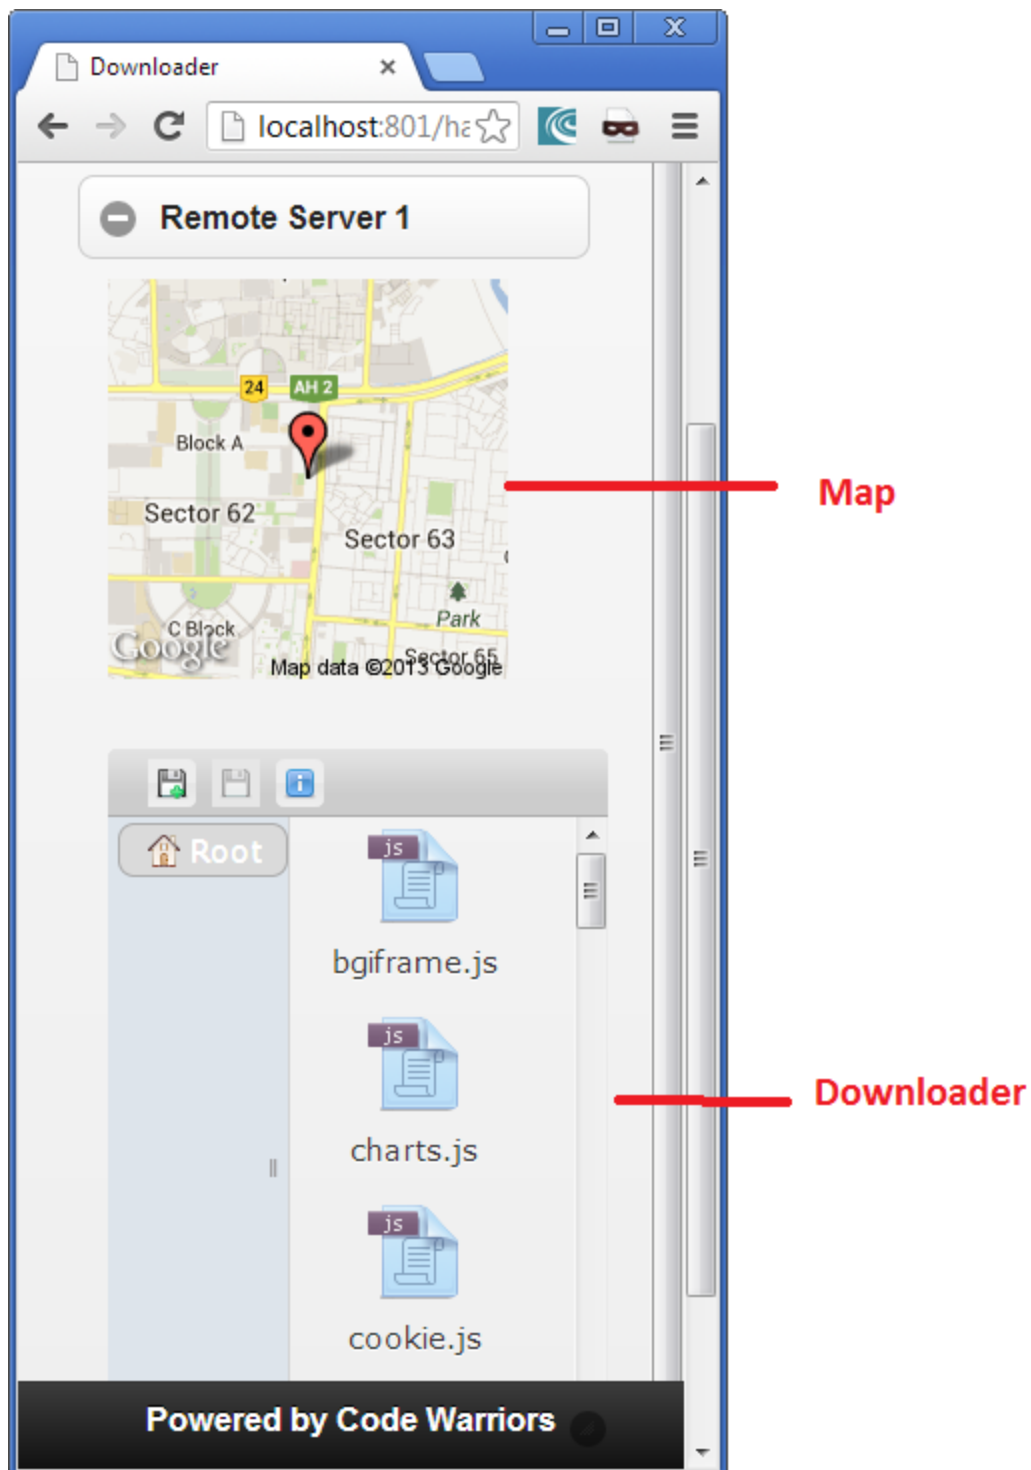 Downloader
localhost:801/ha
Remote Server 1
24
AH 2
Block A
Sector 62
Sector 63
Map
Park
C Block
Sector 65
Google
Map data ©2013 Google
Root
js
bgiframe.js
js
charts.js
Downloader
js
cookie.js
Powered by Code Warriors